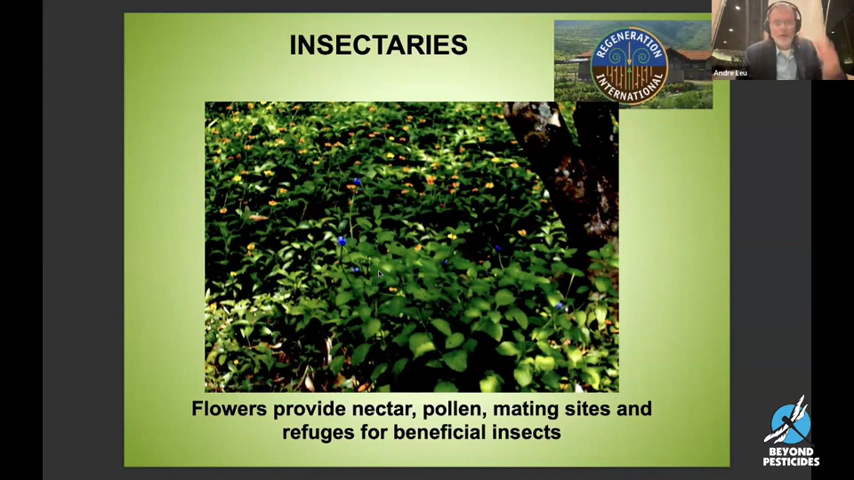 INSECTARIES
REGENERATION
INTERNATIONAL
Andre Leu
Flowers provide nectar, pollen, mating sites and
refuges for beneficial insects
BEYOND
PESTICIDES